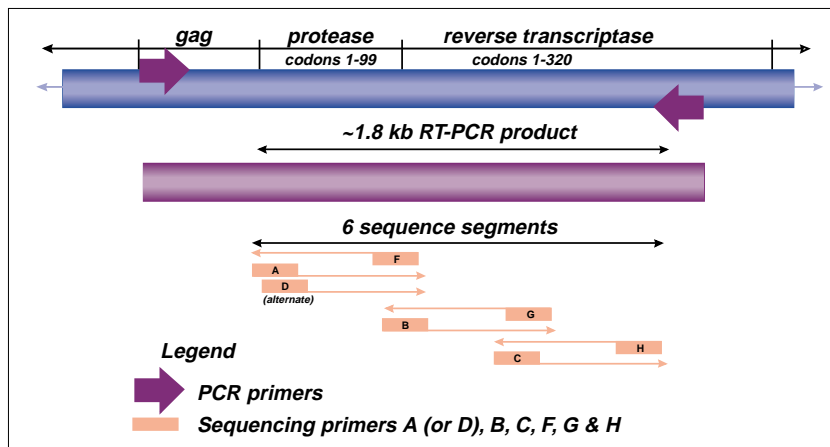 gag protease reverse transcriptase
codons 1-99 codons 1-320
~1.8 kb RT-PCR product
6 sequence segments
F
A
D
(alternate)
G
B
H
C
Legend
PCR primers
Sequencing primers A (or D), B, C, F, G & H